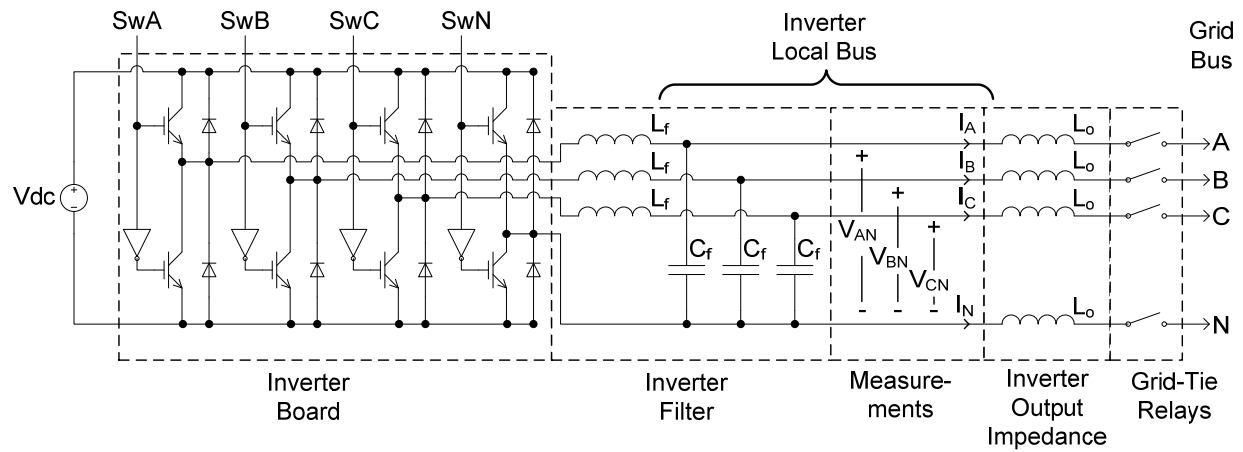 SwA SwB SwC SwN
Inverter
Local Bus
Grid
Bus
Vdc
+
-
Lf
Lf
Lf
Cf Cf Cf
IA
IB
IC
IN
+
+
+
VAN
VBN
VCN
- - -
Lo
Lo
Lo
Lo
A
B
C
N
Inverter
Board
Inverter
Filter
Measure-
ments
Inverter
Output
Impedance
Grid-Tie
Relays